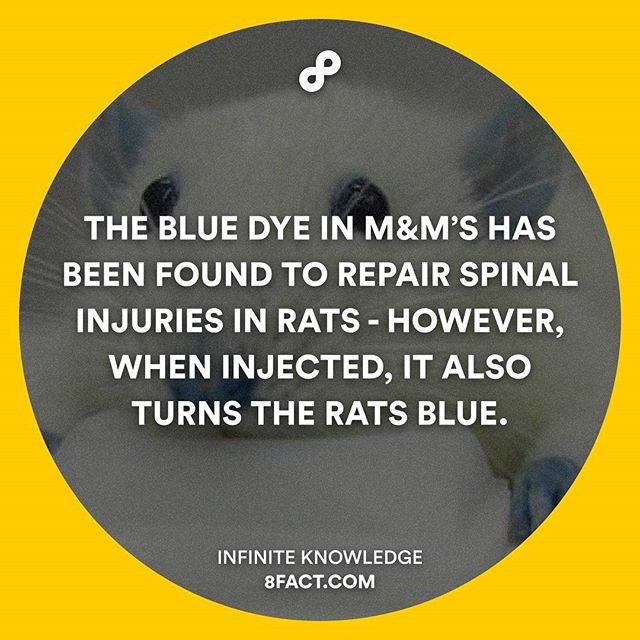 THE BLUE DYE IN M&M’S HAS
BEEN FOUND TO REPAIR SPINAL
INJURIES IN RATS - HOWEVER,
WHEN INJECTED, IT ALSO
TURNS THE RATS BLUE.
INFINITE KNOWLEDGE
8FACT.COM